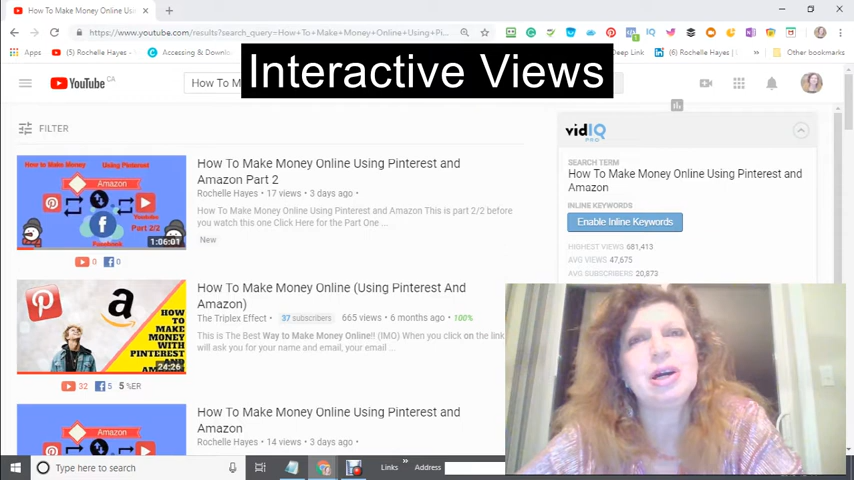 How To Make Money Online Usi
https://www.youtube.com/results?search_query=How+To+Make+Money+Online+Using+Pi...
Apps
(5) Rochelle Hayes -
Accessing & Downlo
Deep Link
(6) Rochelle Hayes
Other bookmarks
Interactive Views
YouTube CA
How To M
FILTER
vidIQ
PRO
SEARCH TERM
How To Make Money Online Using Pinterest and
Amazon
INLINE KEYWORDS
Enable Inline Keywords
HIGHEST VIEWS 681,413
AVG VIEWS 47,675
AVG SUBSCRIBERS 20,873
How to Make Money Using Pinterest
Amazon
Youtube
Part 2/2
Facebook
1:06:01
How To Make Money Online Using Pinterest and
Amazon Part 2
Rochelle Hayes • 17 views • 3 days ago •
How To Make Money Online Using Pinterest and Amazon This is part 2/2 before
you watch this one Click Here for the Part One ...
New
0 0
HOW
TO
MAKE
MONEY
WITH
PINTEREST
AND
24:26
How To Make Money Online (Using Pinterest And
Amazon)
The Triplex Effect • 37 subscribers • 665 views • 6 months ago • 100%
This is The Best Way to Make Money Online!! (IMO) When you click on the link
will ask you for your name and email, your email ...
32 5 5 %ER
Amazon
How To Make Money Online Using Pinterest and
Amazon
Rochelle Hayes • 14 views • 3 days ago •
Type here to search
Links
Address